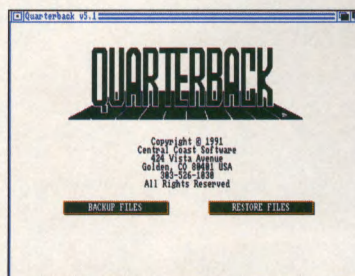 Quarterback v5.1
QUARTERBACK
Copyright © 1991
Central Coast Software
424 Vista Avenue
Golden, CO 80401 USA
303-526-1030
All Rights Reserved
BACKUP FILES
RESTORE FILES